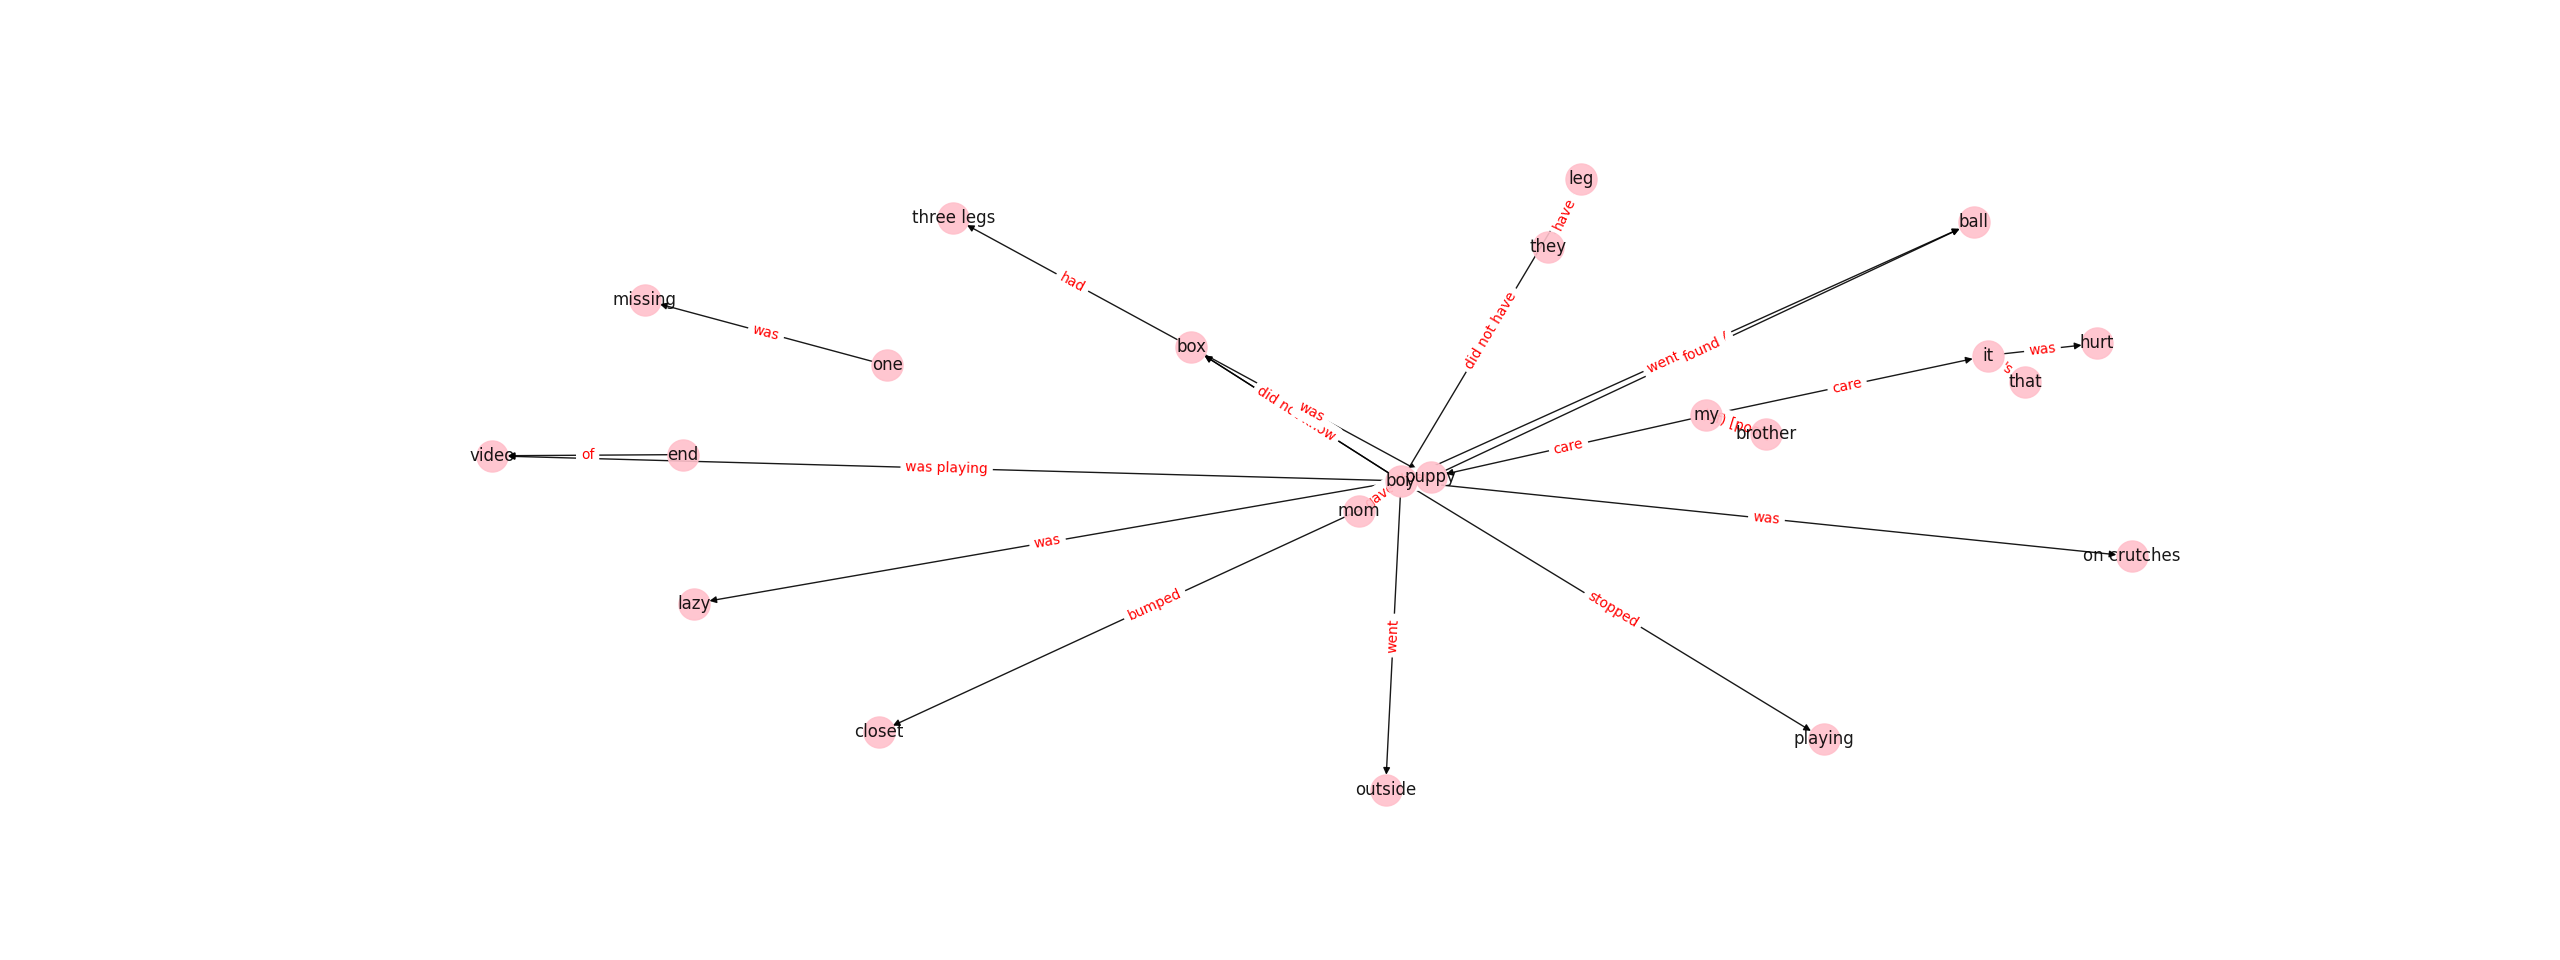 leg
three legs
have
ball
they
had
missing
did not have
was
box
went
found
it
was
hurt
one
that
care
did no
was
my
brother
care
video
of
end
was playing
boy
puppy
mom
was
was
on crutches
lazy
bumped
stopped
went
closet
playing
outside